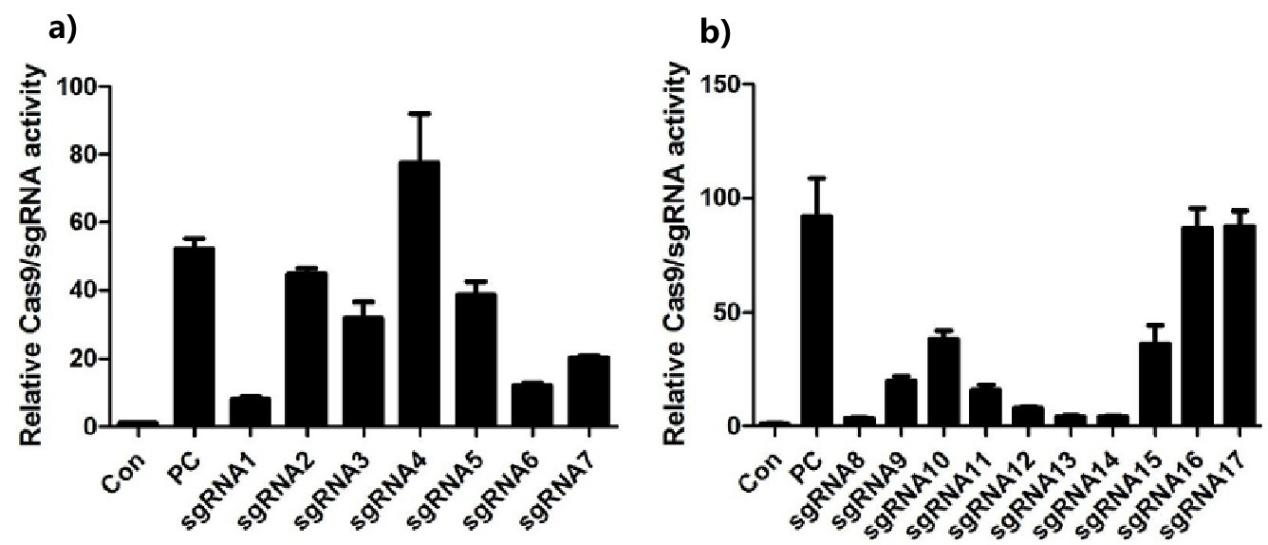 a)
Relative Cas9/sgRNA activity
100
80
60
40
20
0
Con
PC
sgRNA1
sgRNA2
sgRNA3
sgRNA4
sgRNA5
sgRNA6
sgRNA7
b)
Relative Cas9/sgRNA activity
150
100
50
0
Con
PC
sgRNA8
sgRNA9
sgRNA10
sgRNA11
sgRNA12
sgRNA13
sgRNA14
sgRNA15
sgRNA16
sgRNA17